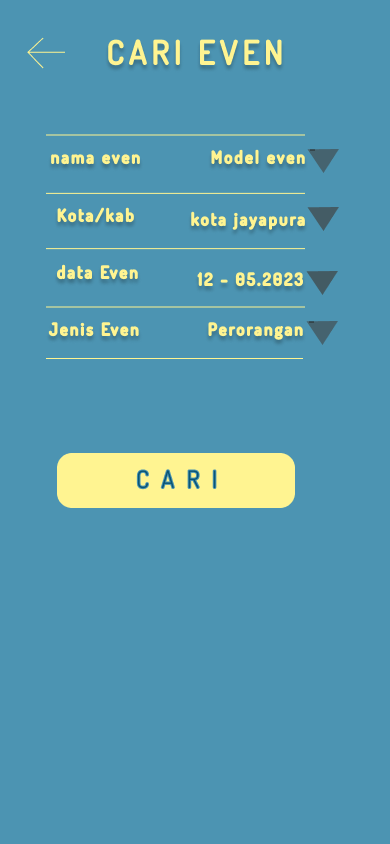 CARI EVEN
nama even Model even
Kota/kab kota jayapura
data Even 12 - 05.2023
Jenis Even Perorangan
CARI